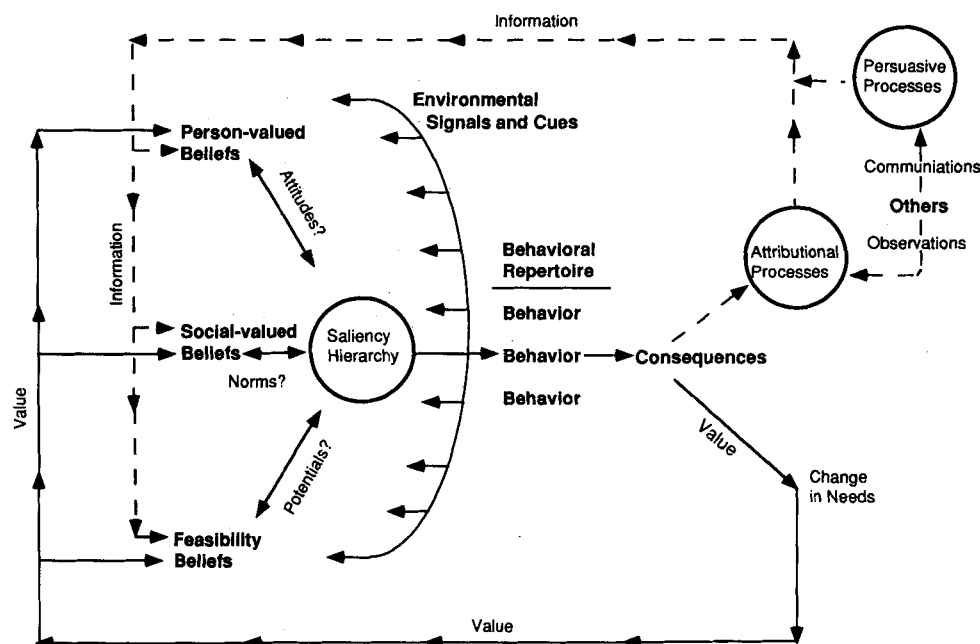 Information
Persuasive
Processes
Environmental
Signals and Cues
Person-valued
Beliefs
Communiations
Attitudes?
Others
Information
Behavioral
Repertoire
Observations
Attributional
Processes
Behavior
Social-valued
Beliefs
Saliency
Hierarchy
Behavior
Consequences
Norms?
Behavior
Value
Value
Potentials?
Change
in Needs
Feasibility
Beliefs
Value